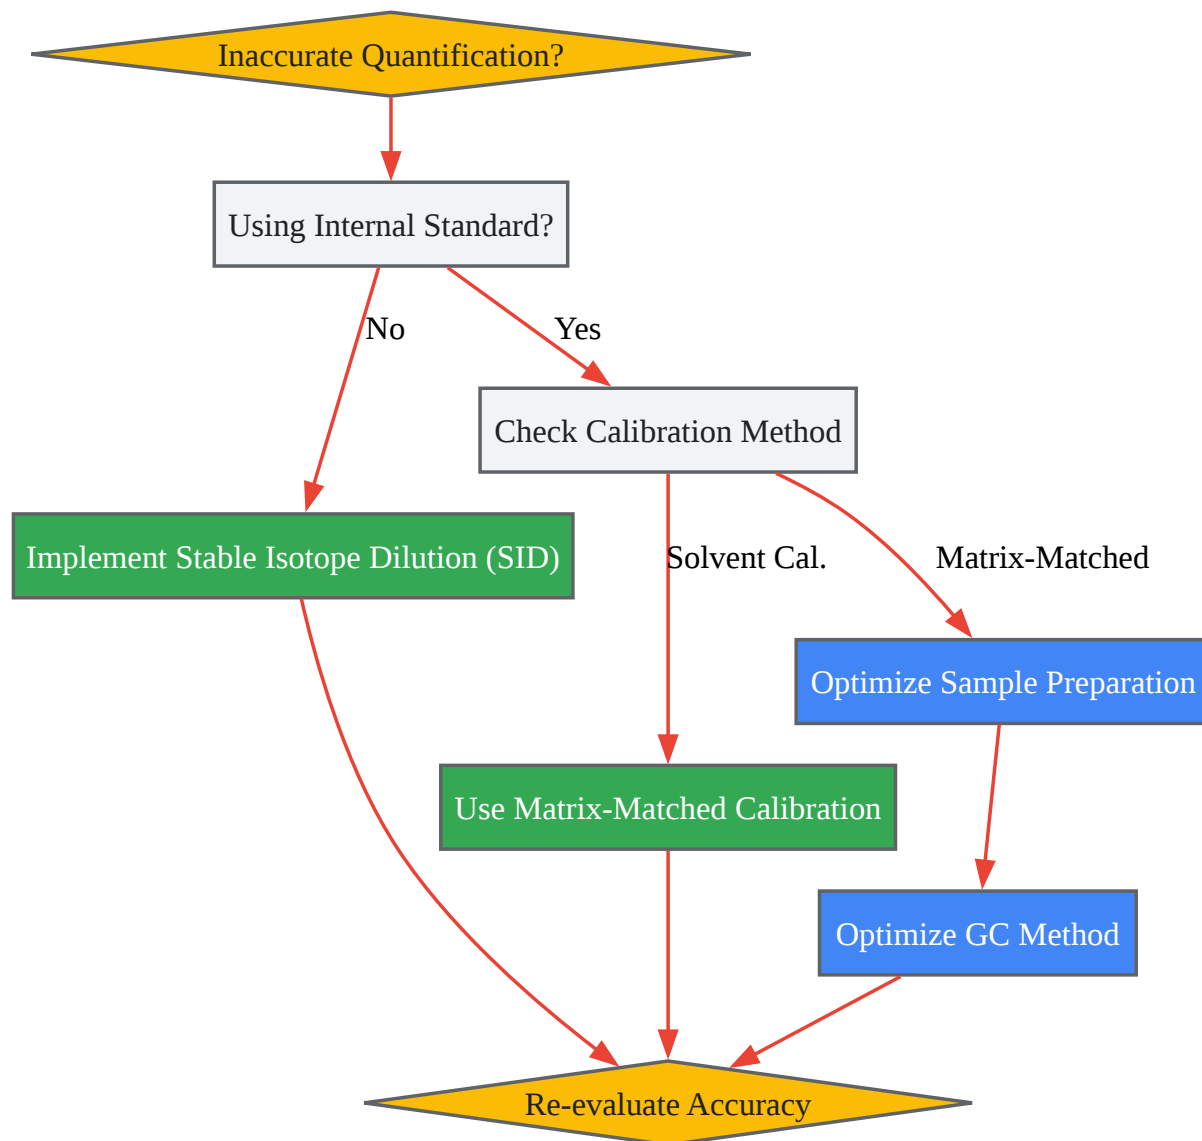 Inaccurate Quantification?
Using Internal Standard?
No
Yes
Check Calibration Method
Implement Stable Isotope Dilution (SID)
Solvent Cal.
Matrix-Matched
Optimize Sample Preparation
Use Matrix-Matched Calibration
Optimize GC Method
Re-evaluate Accuracy